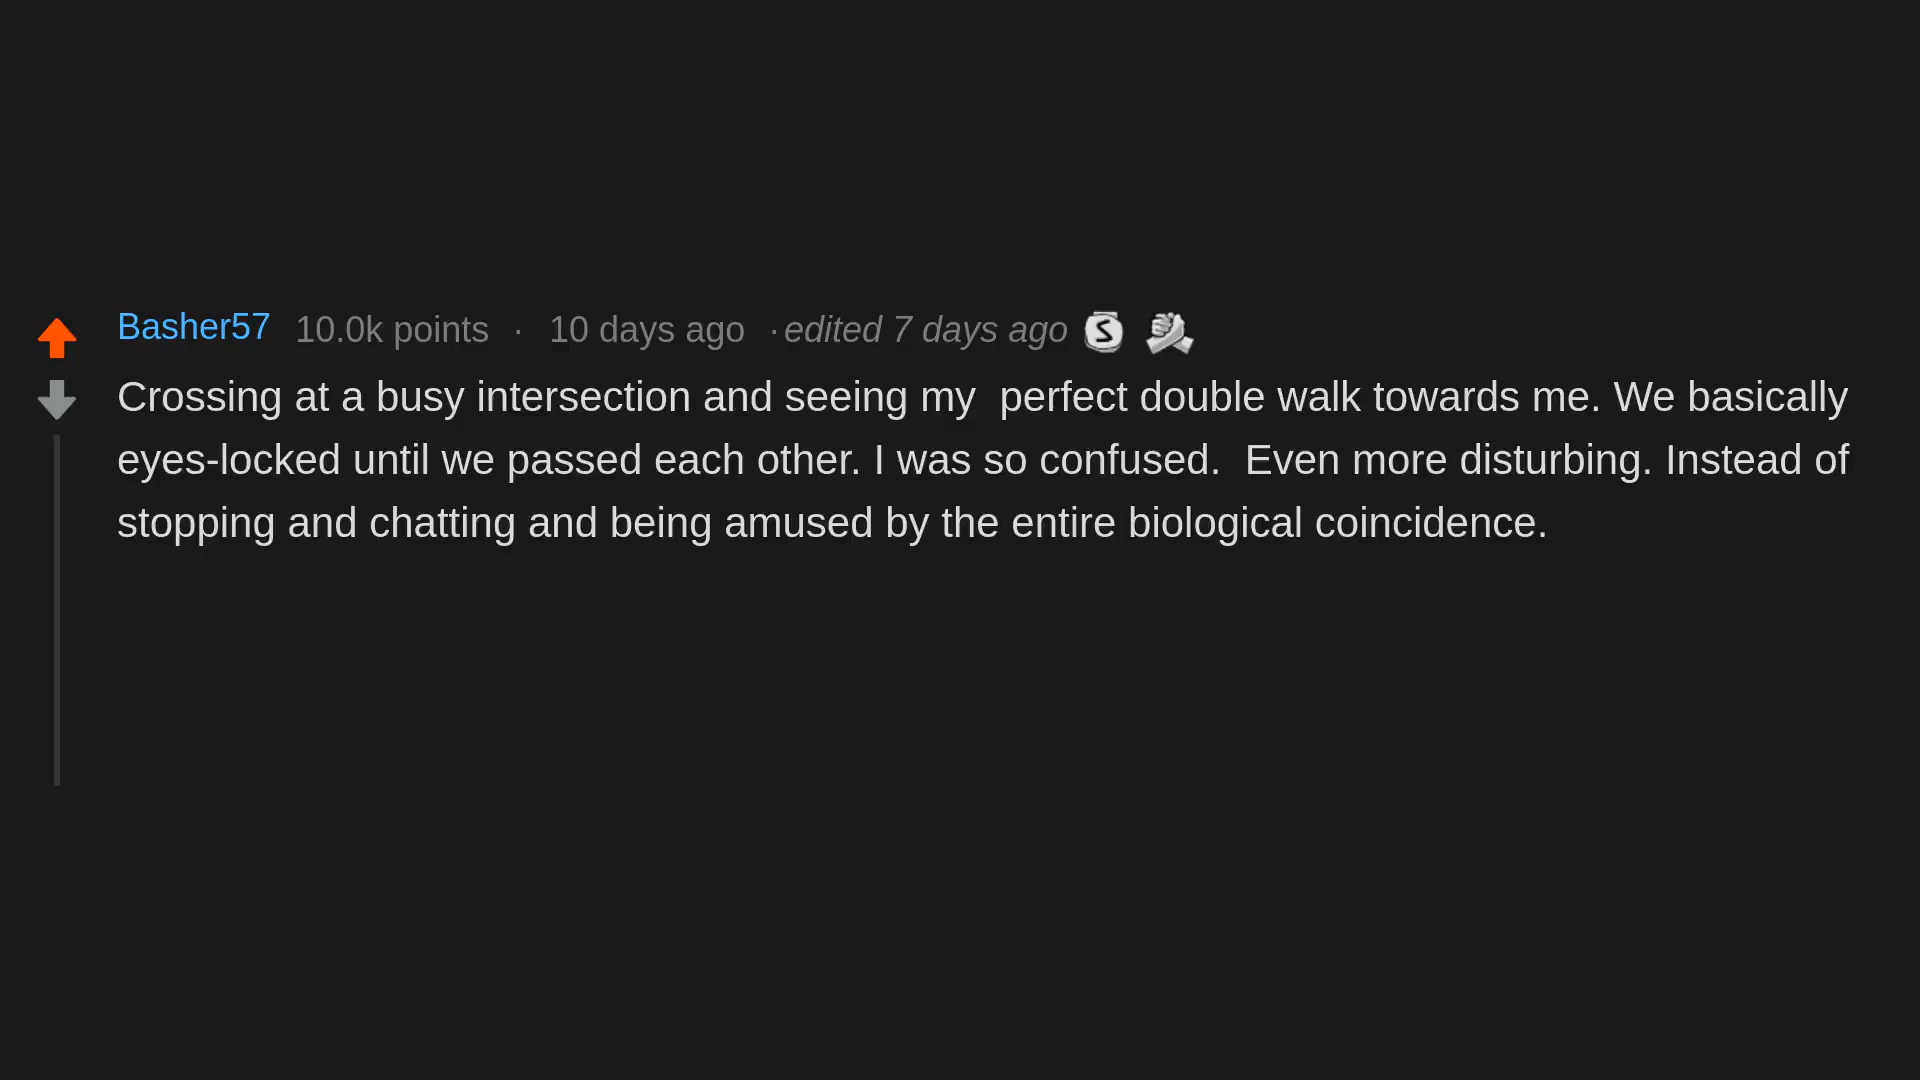 Basher57 10.0k points · 10 days ago · edited 7 days ago S
Crossing at a busy intersection and seeing my  perfect double walk towards me. We basically
eyes-locked until we passed each other. I was so confused.  Even more disturbing. Instead of
stopping and chatting and being amused by the entire biological coincidence.